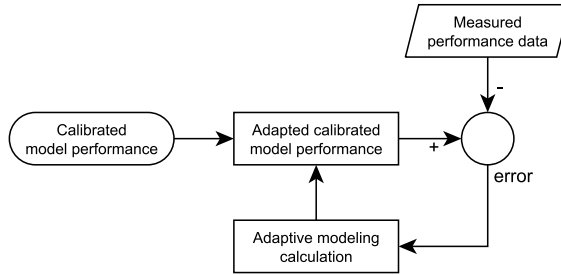 Measured
performance data
-
Calibrated
model performance
Adapted calibrated
model performance
+
error
Adaptive modeling
calculation